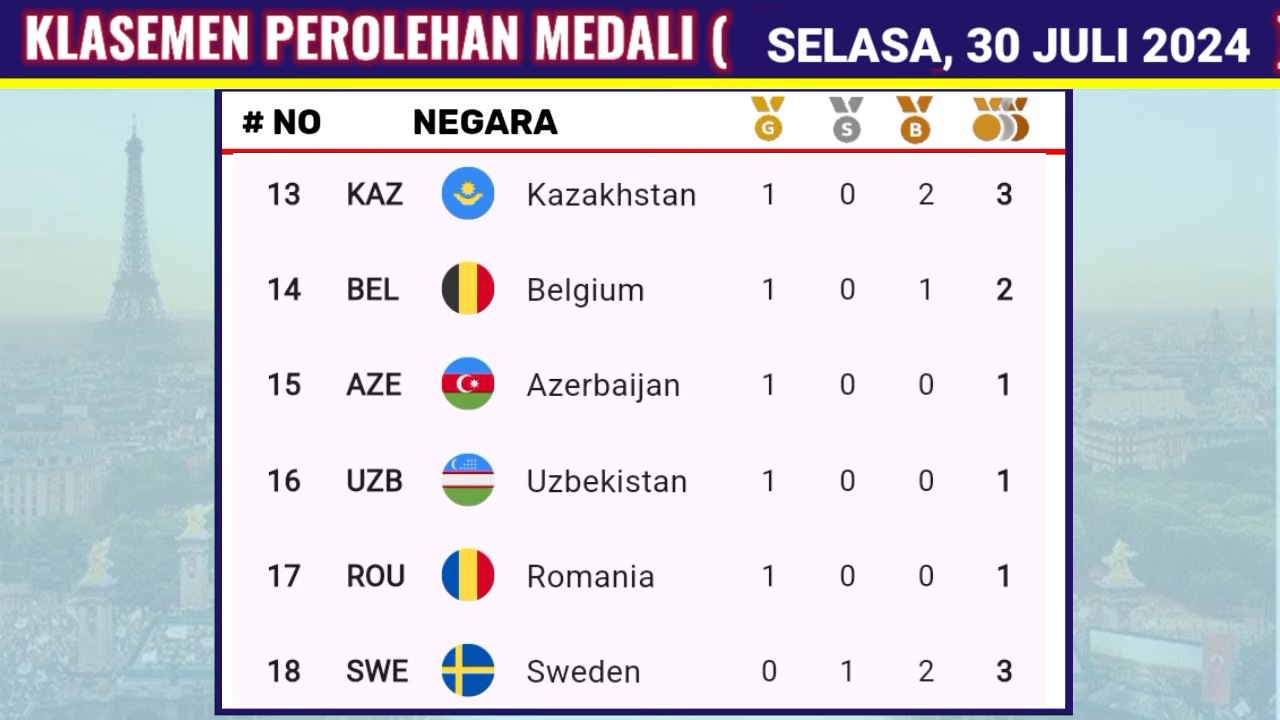 KLASEMEN PEROLEHAN MEDALI ( SELASA, 30 JULI 2024 )
# NO NEGARA G S B
13 KAZ Kazakhstan 1 0 2 3
14 BEL Belgium 1 0 1 2
15 AZE Azerbaijan 1 0 0 1
16 UZB Uzbekistan 1 0 0 1
17 ROU Romania 1 0 0 1
18 SWE Sweden 0 1 2 3